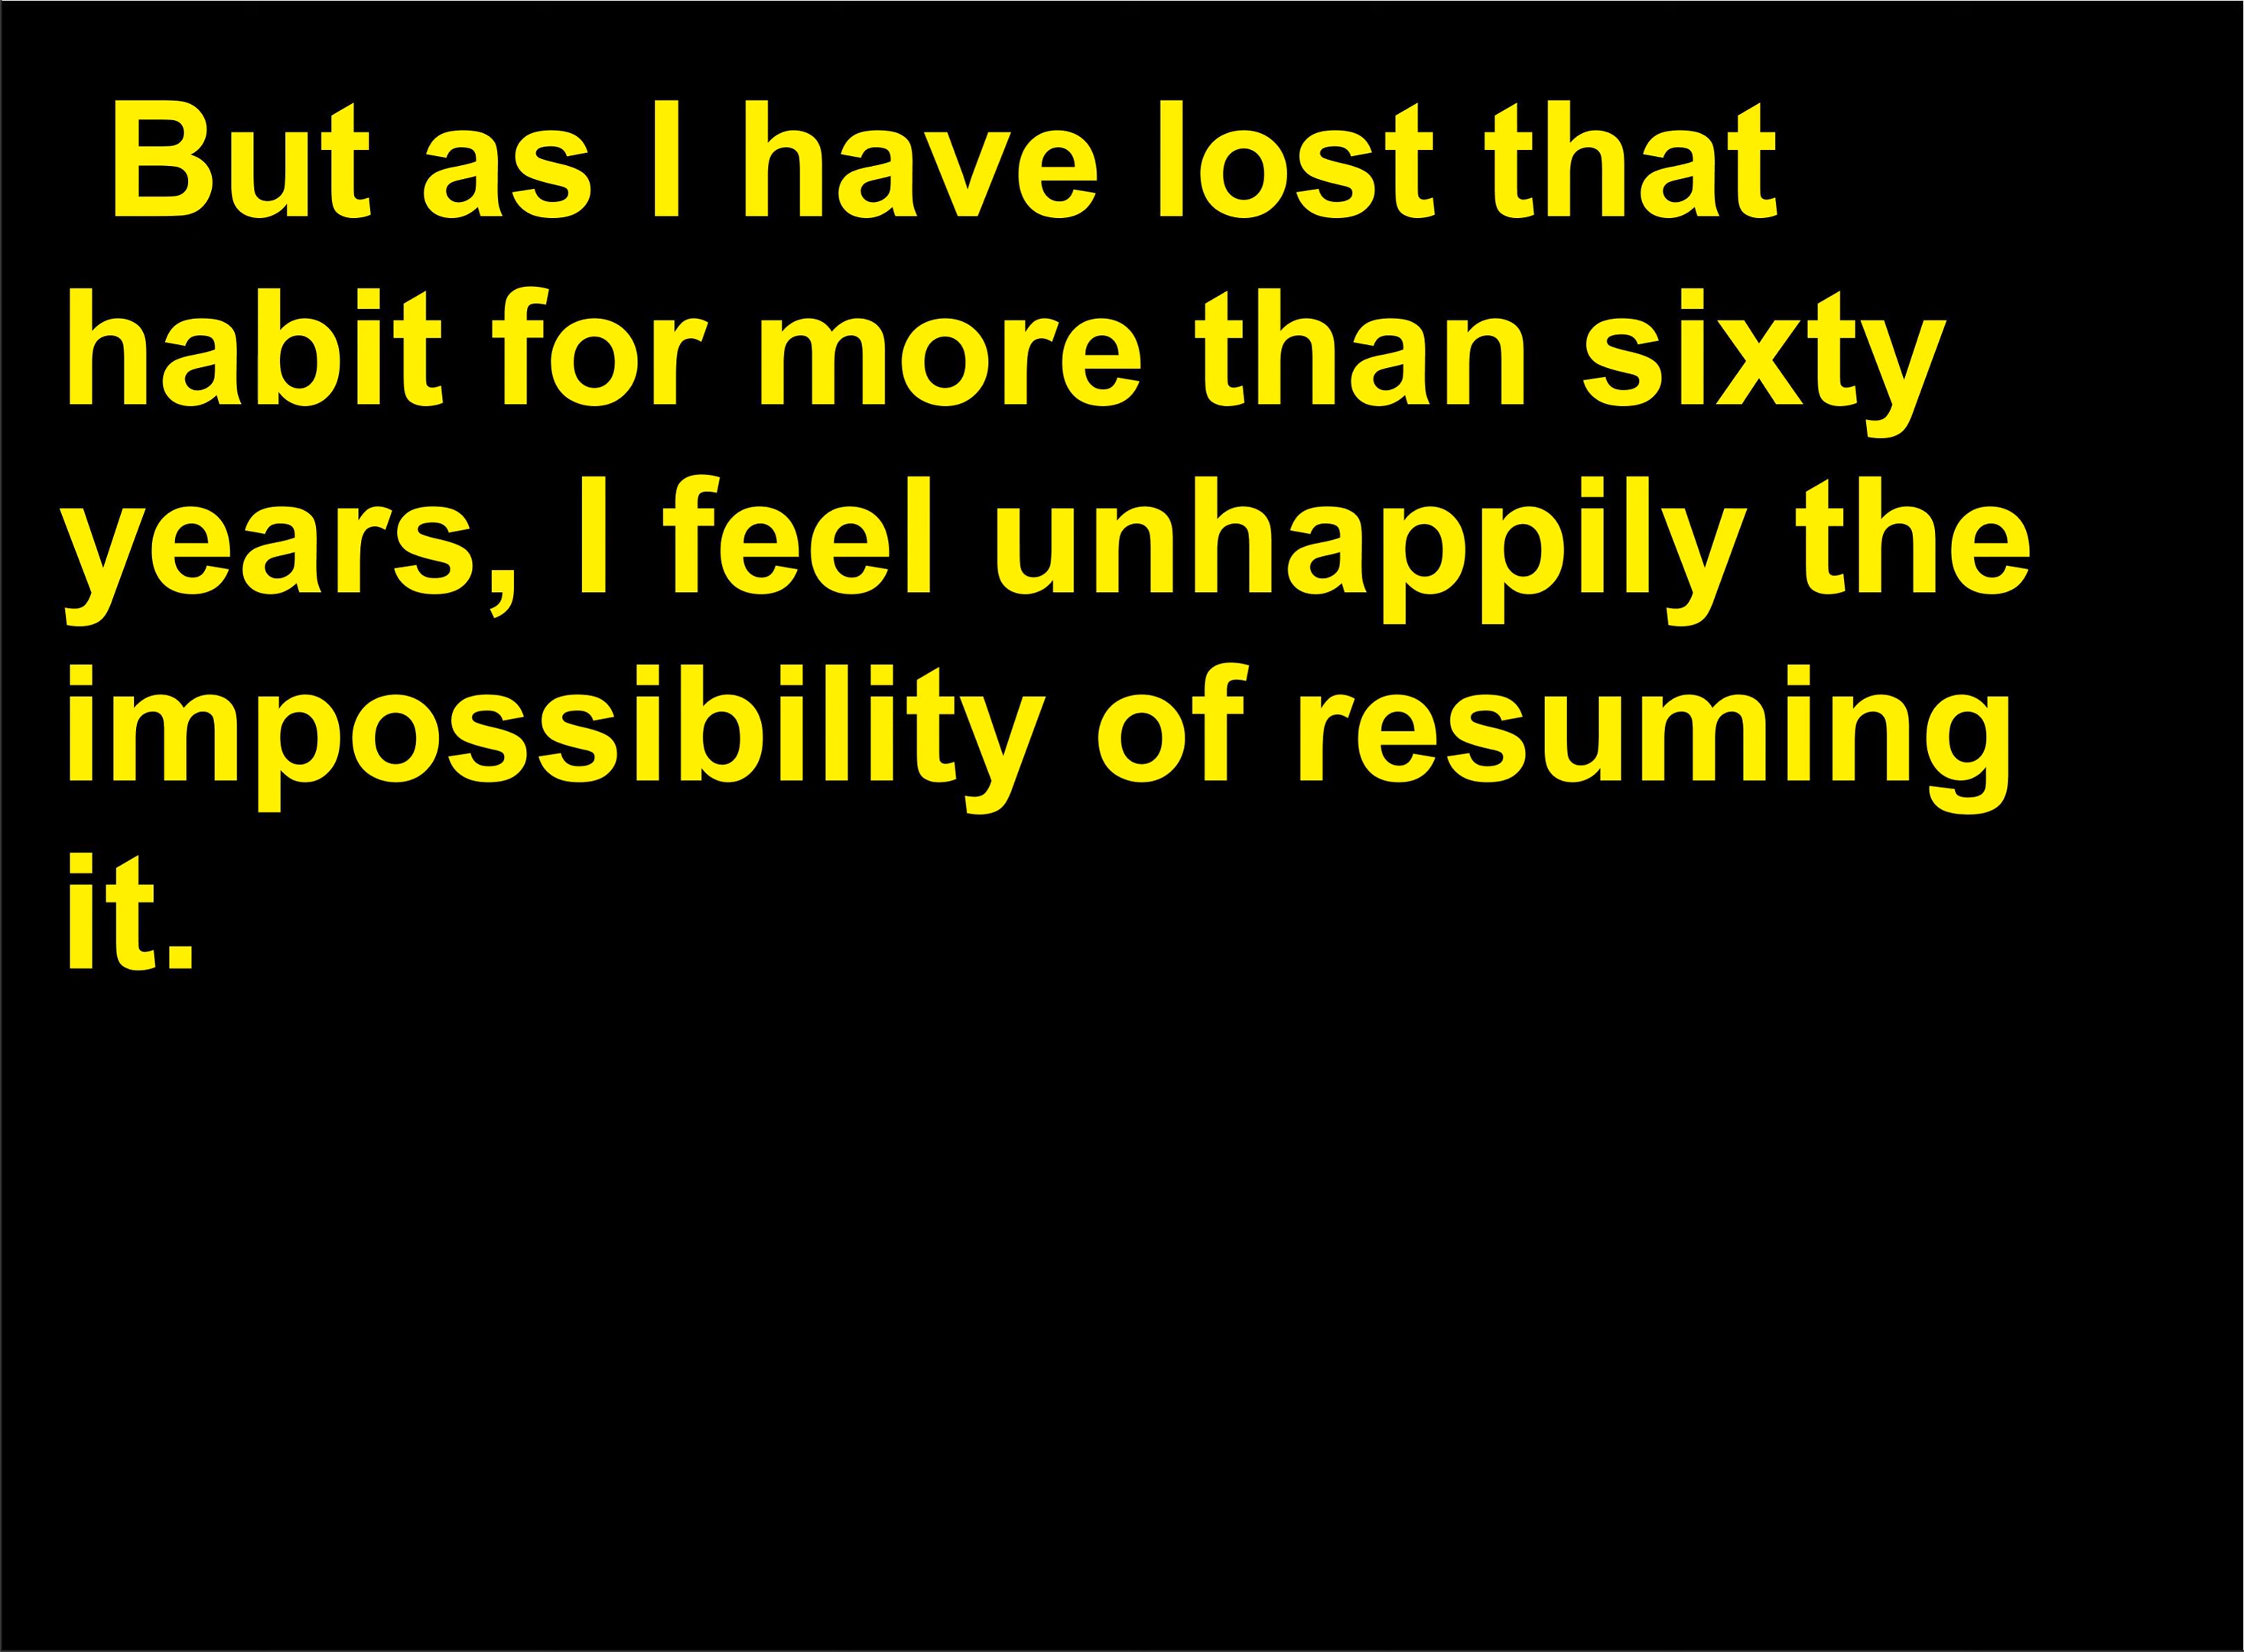 But as I have lost that
habit for more than sixty
years, I feel unhappily the
impossibility of resuming
it.